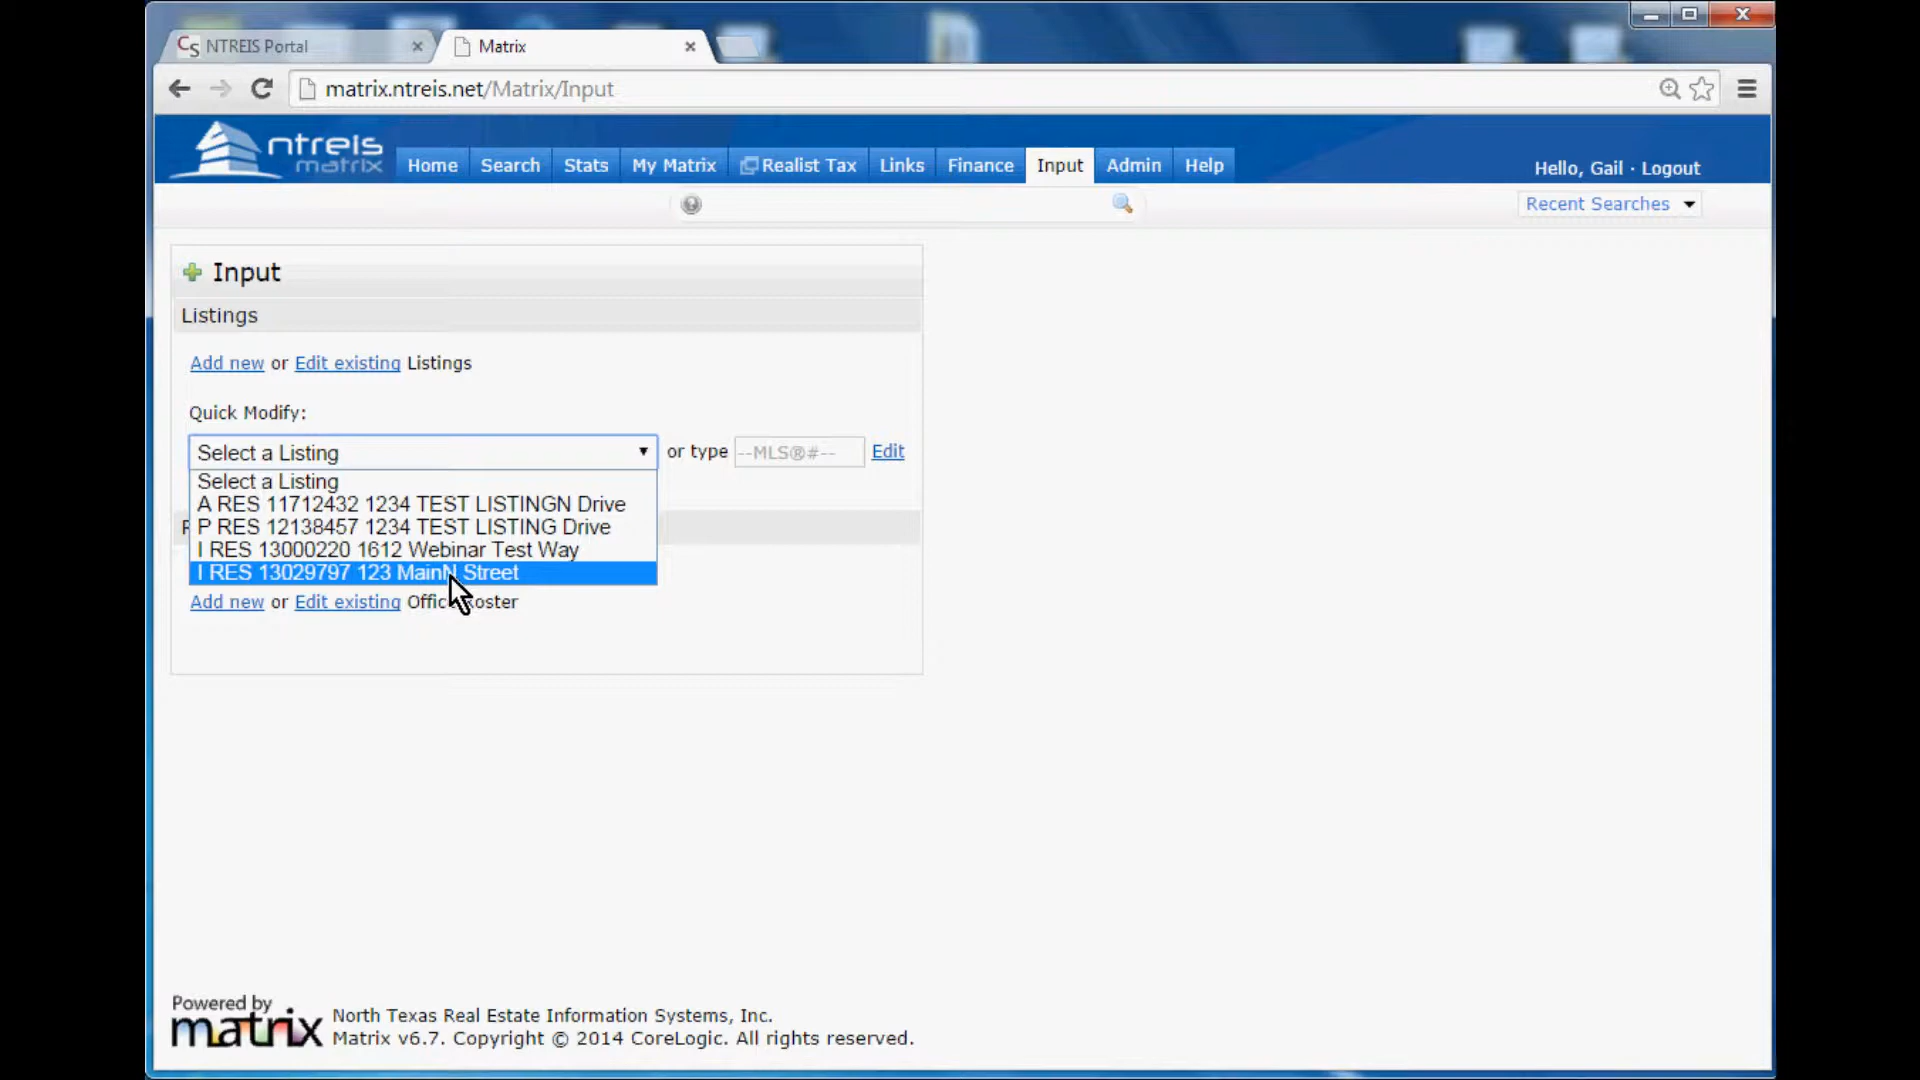 NTREIS Portal
Matrix
matrix.ntreis.net/Matrix/Input
ntreis
matrix
Home Search Stats My Matrix Realist Tax Links Finance Input Admin Help
Hello, Gail · Logout
Recent Searches
Input
Listings
Add new or Edit existing Listings
Quick Modify:
Select a Listing or type --MLS®#-- Edit
Select a Listing
A RES 11712432 1234 TEST LISTINGN Drive
P RES 12138457 1234 TEST LISTING Drive
I RES 13000220 1612 Webinar Test Way
I RES 13029797 123 MainN Street
Add new or Edit existing
Powered by
matrix
North Texas Real Estate Information Systems, Inc.
Matrix v6.7. Copyright © 2014 CoreLogic. All rights reserved.